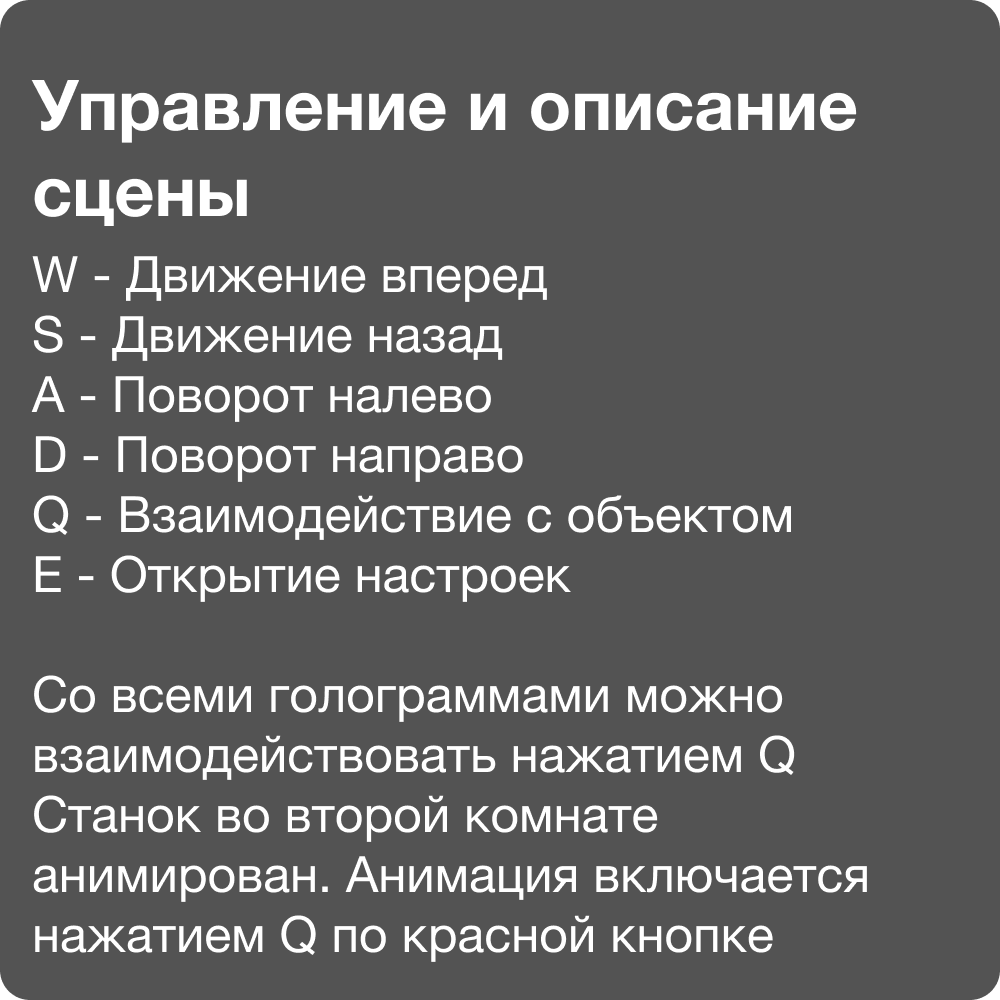 Управление и описание
сцены
W - Движение вперед
S - Движение назад
A - Поворот налево
D - Поворот направо
Q - Взаимодействие с объектом
E - Открытие настроек
Со всеми голограммами можно
взаимодействовать нажатием Q
Станок во второй комнате
анимирован. Анимация включается
нажатием Q по красной кнопке